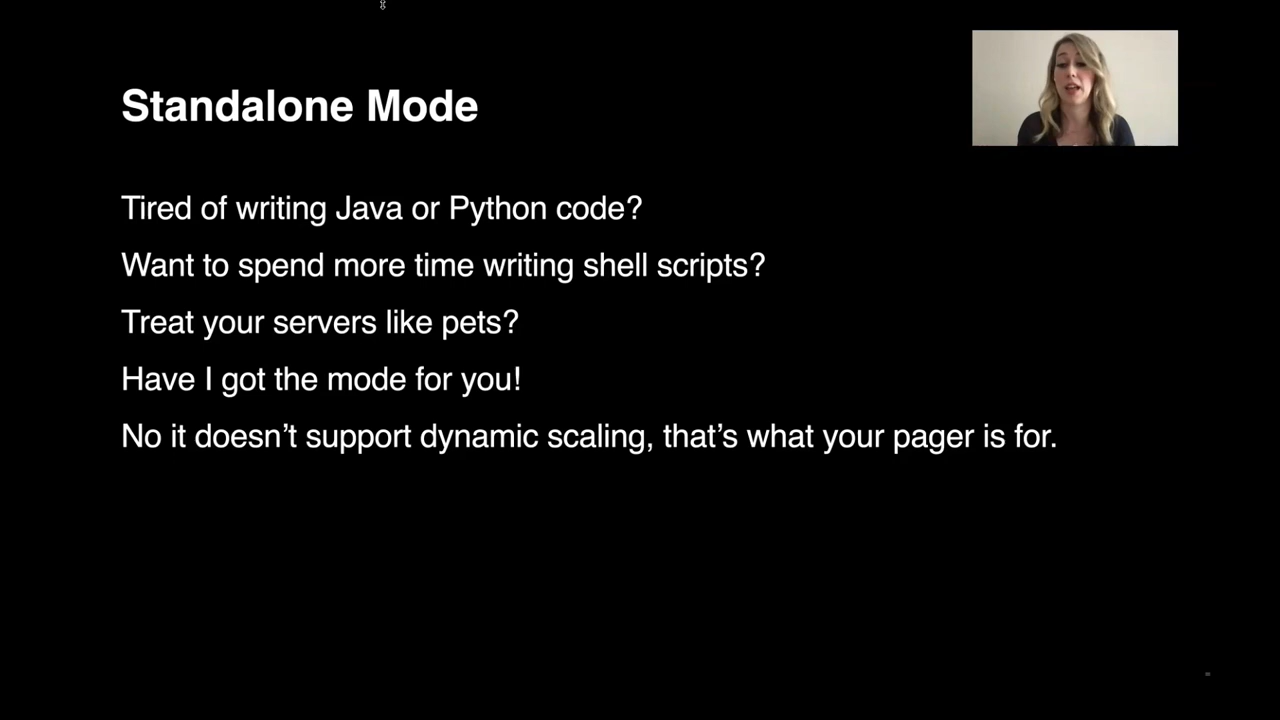 Standalone Mode
Tired of writing Java or Python code?
Want to spend more time writing shell scripts?
Treat your servers like pets?
Have I got the mode for you!
No it doesn’t support dynamic scaling, that’s what your pager is for.